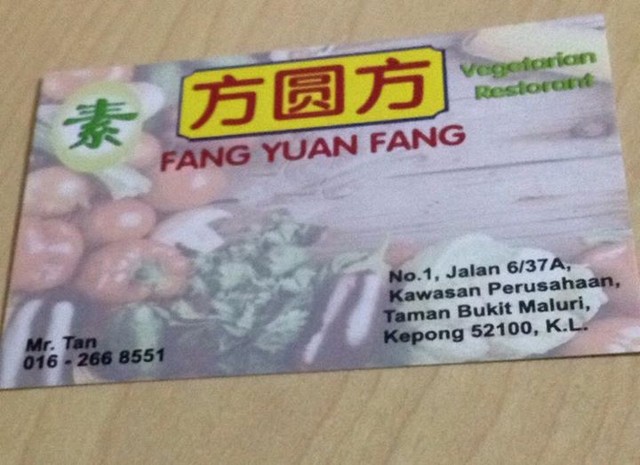 素
方圆方
FANG YUAN FANG
Vegetarian
Restorant
No.1, Jalan 6/37A,
Kawasan Perusahaan,
Taman Bukit Maluri,
Kepong 52100, K.L.
Mr. Tan
016 - 266 8551